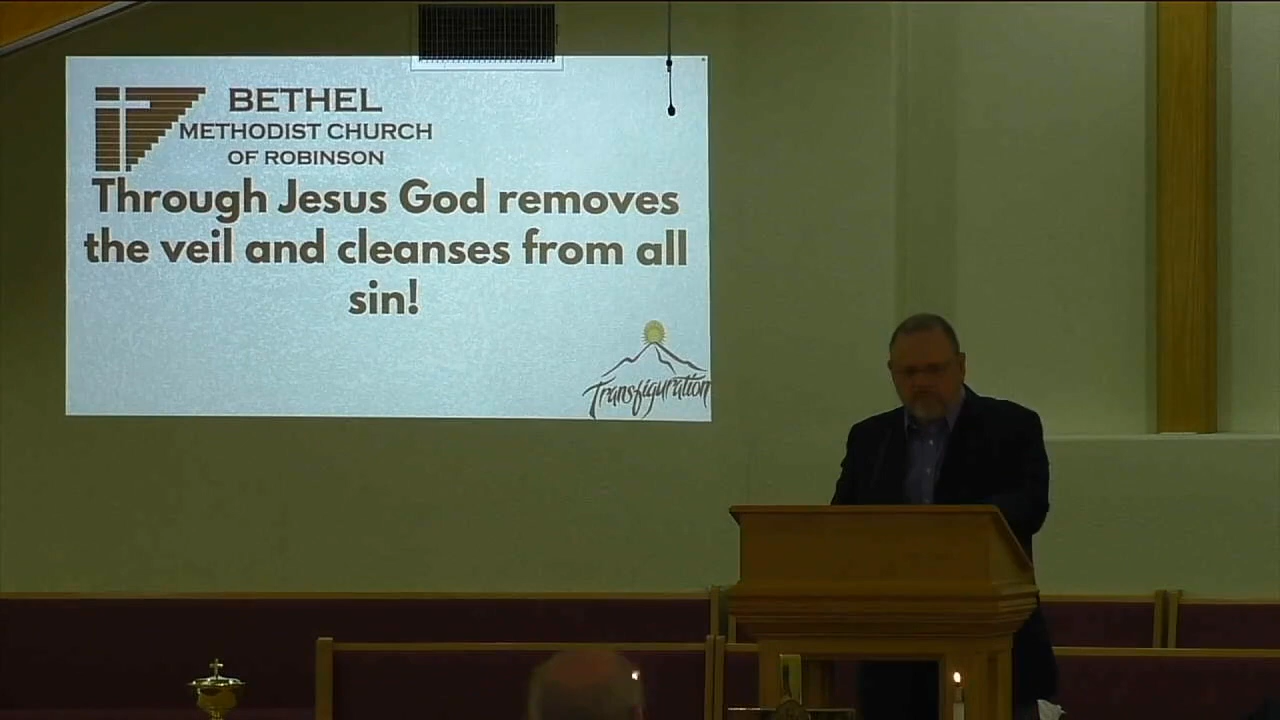 BETHEL
METHODIST CHURCH
OF ROBINSON
Through Jesus God removes
the veil and cleanses from all
sin!
Transfiguration